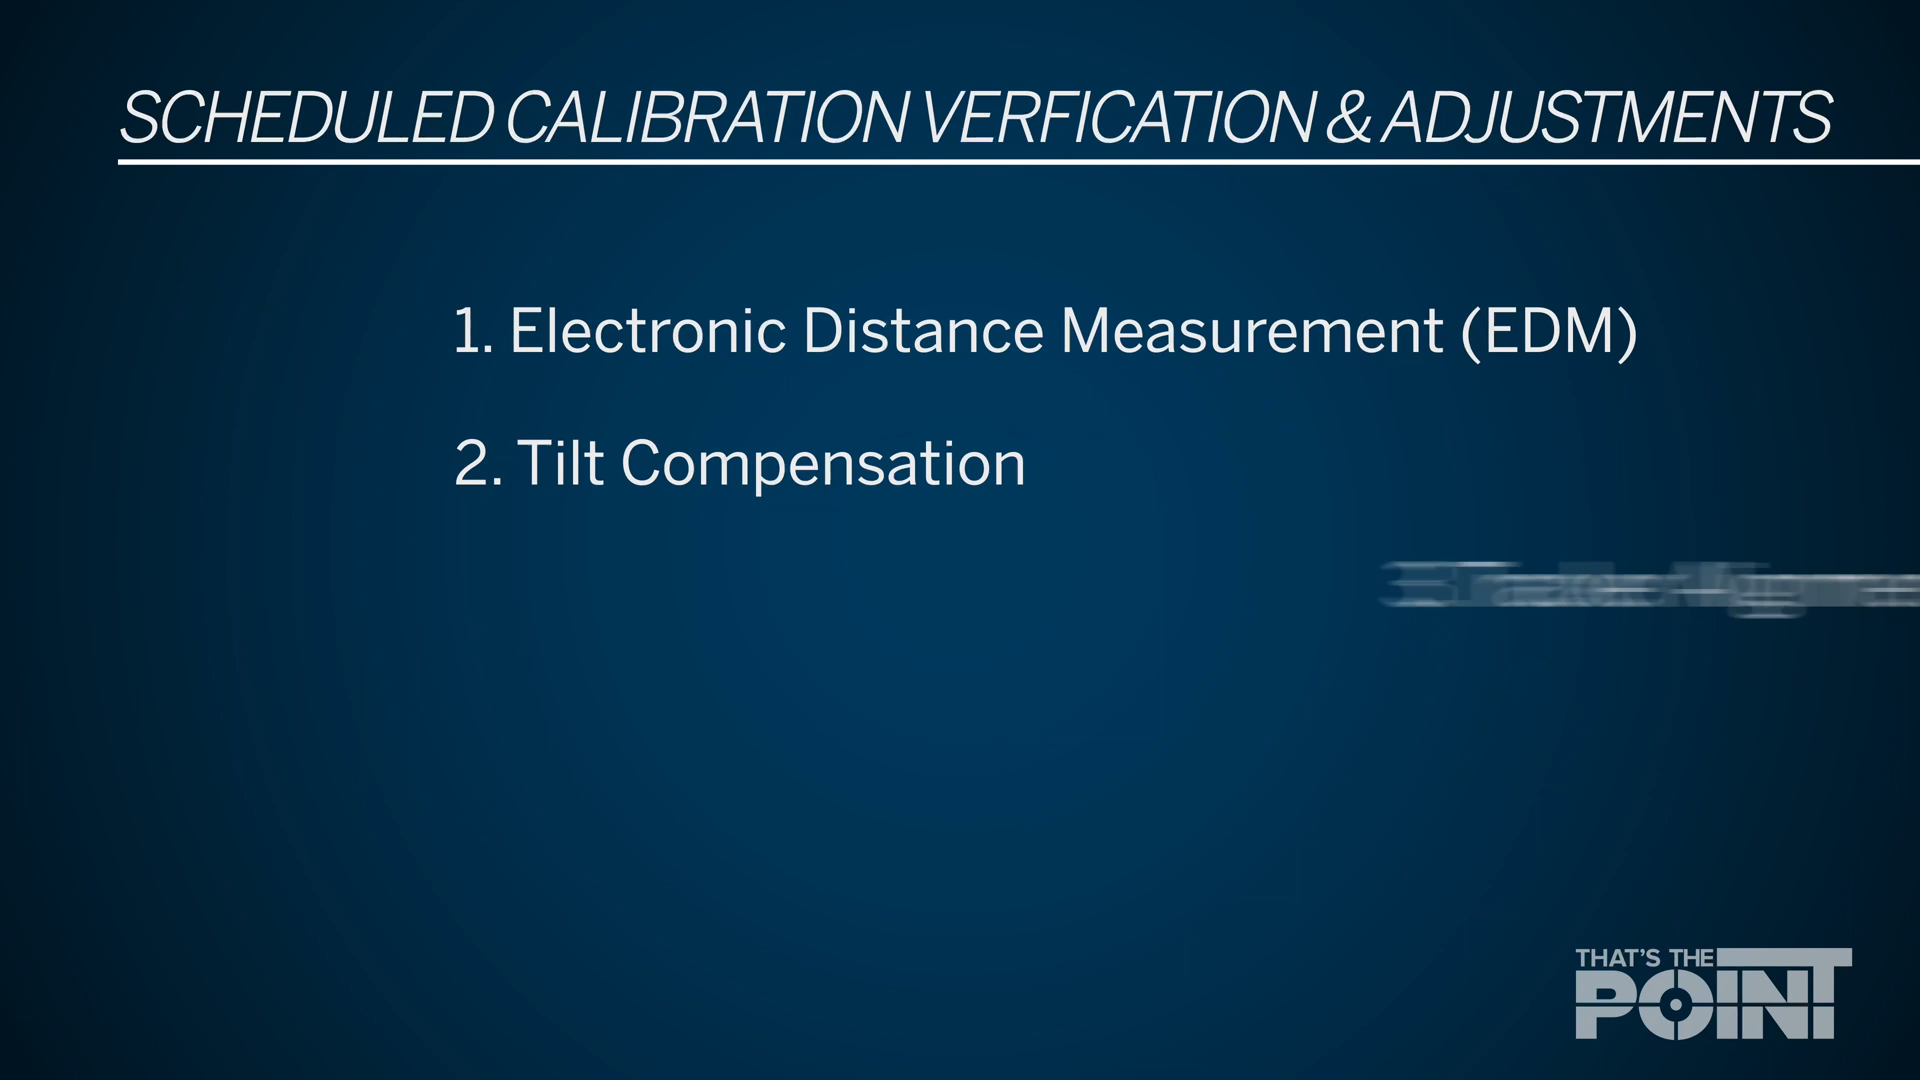 SCHEDULED CALIBRATION VERFICATION & ADJUSTMENTS
1. Electronic Distance Measurement (EDM)
2. Tilt Compensation
THAT'S THE
POINT